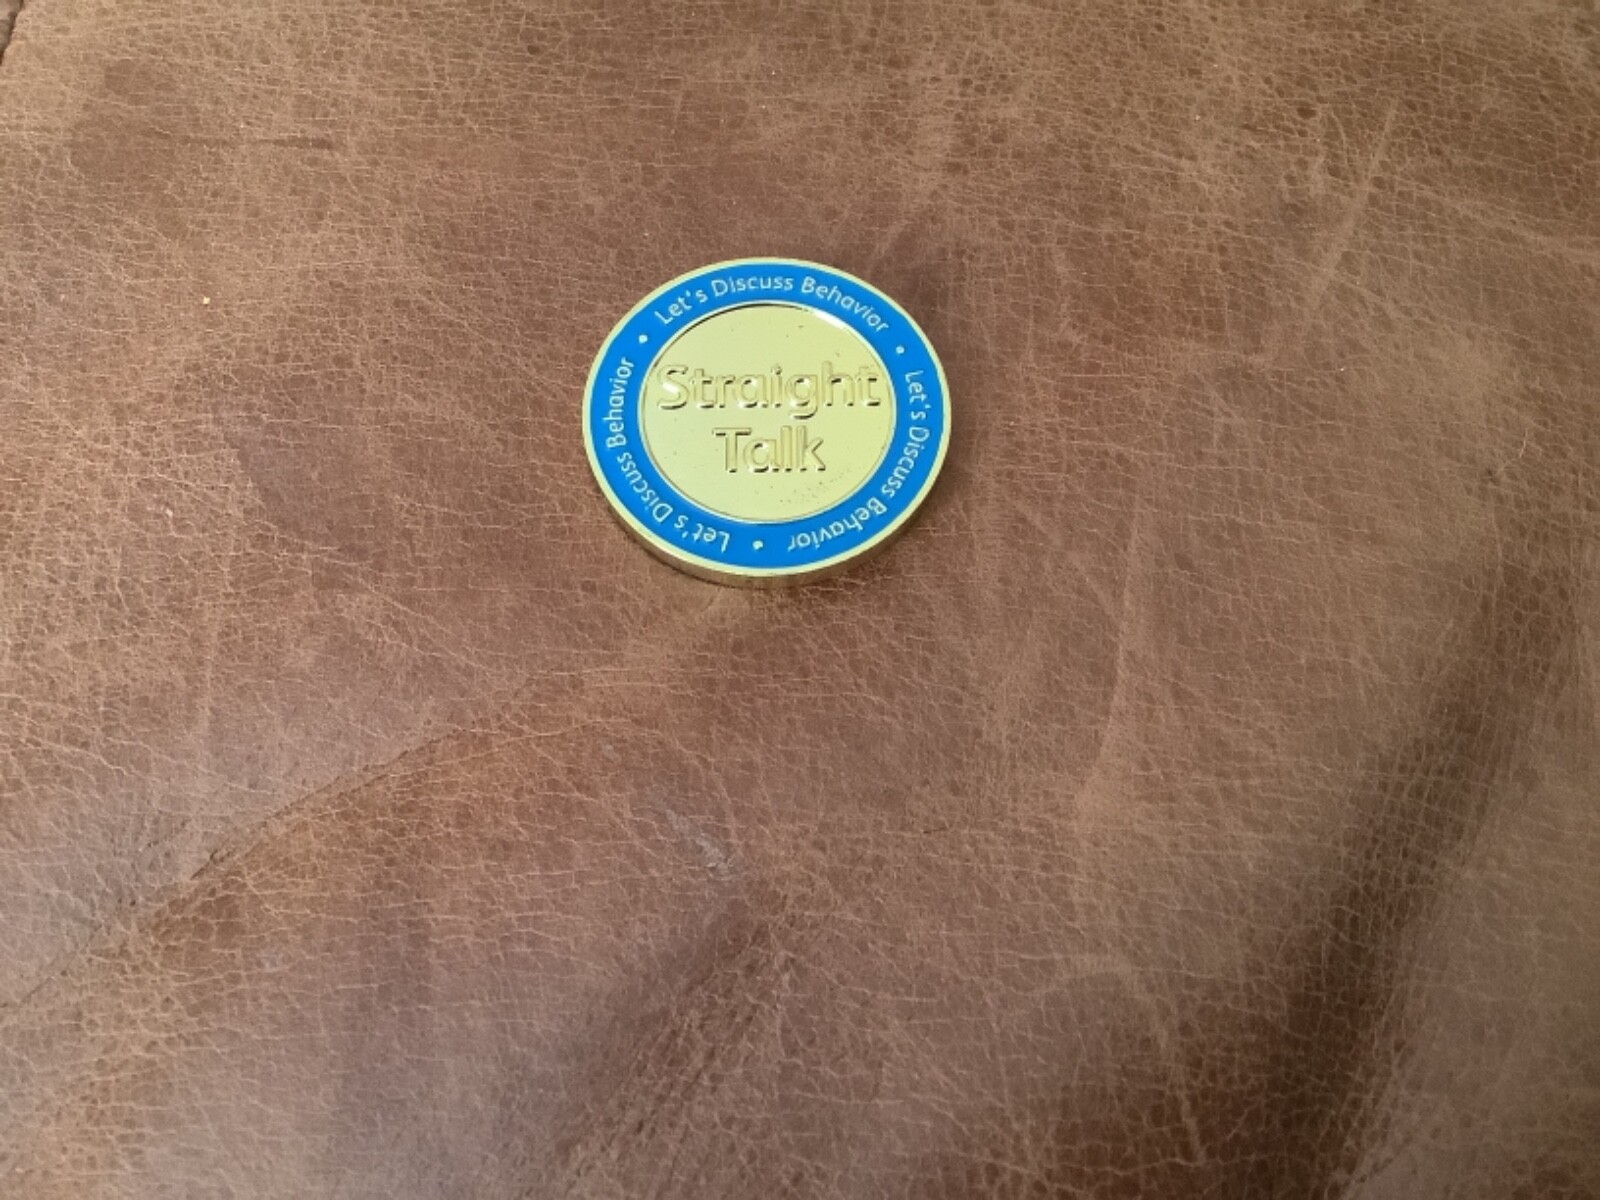 Let's Discuss Behavior • Let's Discuss Behavior • Let's Discuss Behavior •
Straight
Talk